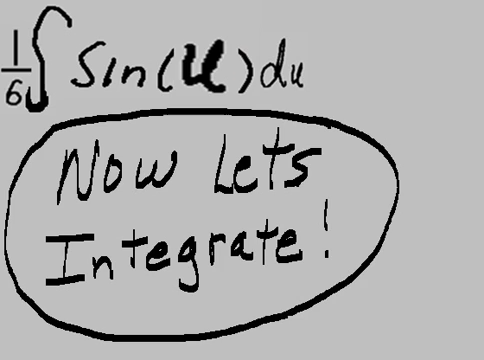 1/6 ∫ Sin(u) du
Now Lets
Integrate!